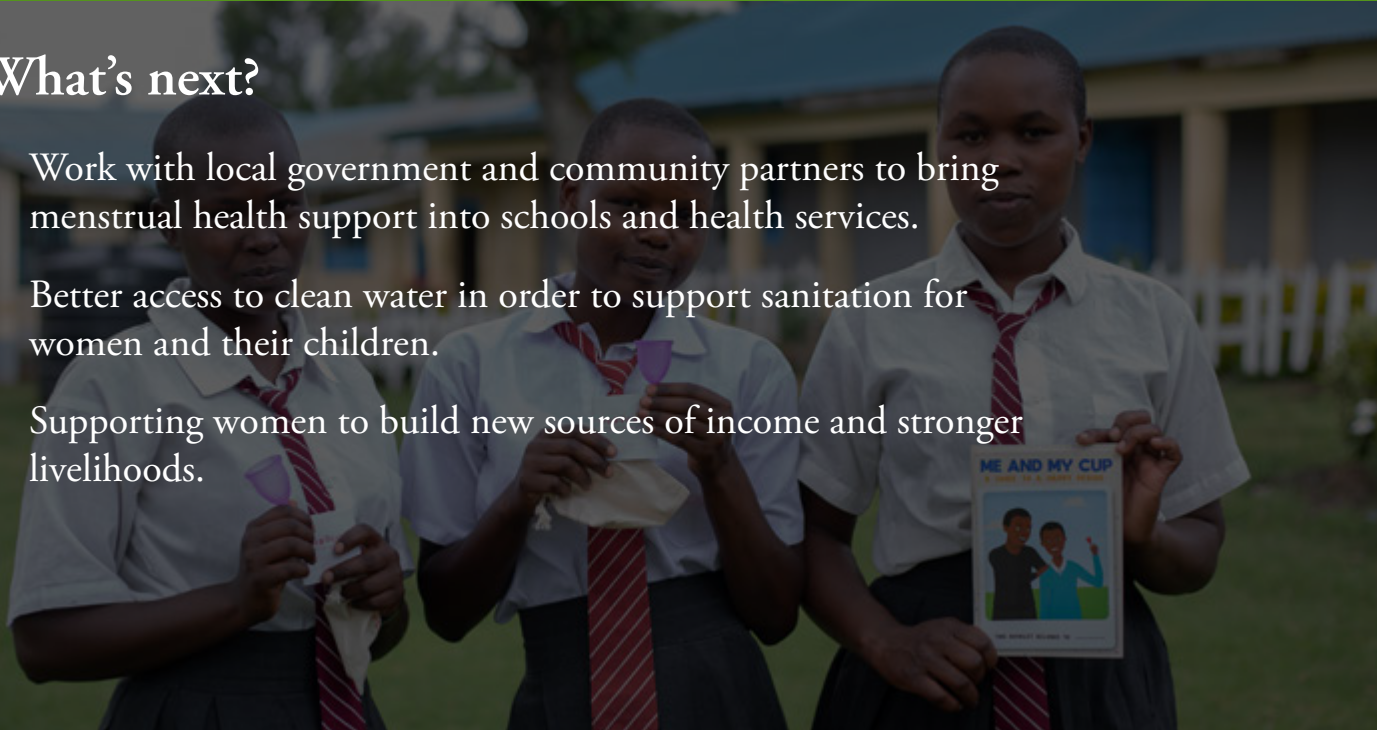 What's next?
Work with local government and community partners to bring
menstrual health support into schools and health services.
Better access to clean water in order to support sanitation for
women and their children.
Supporting women to build new sources of income and stronger
livelihoods.
ME AND MY CUP